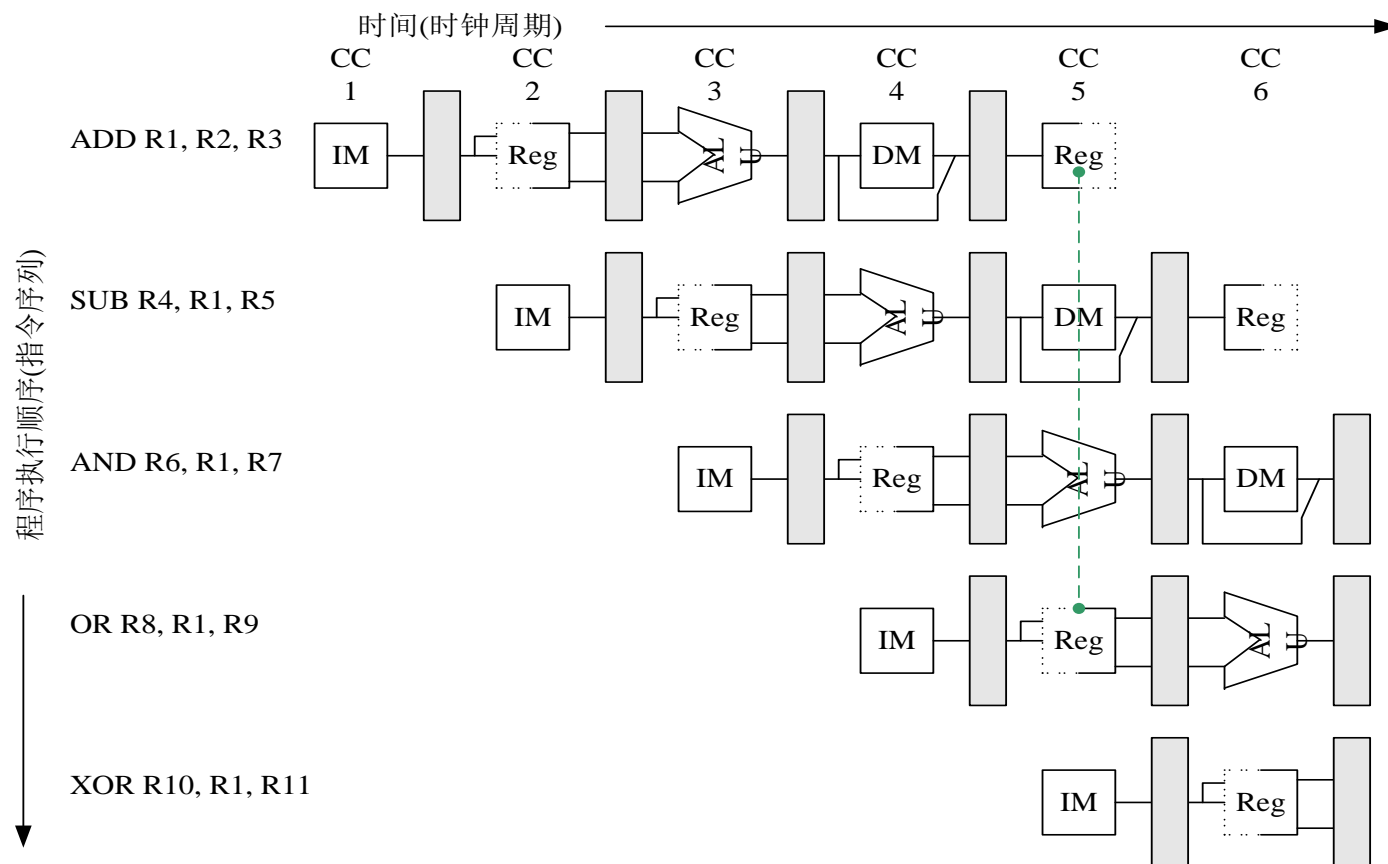 时间(时钟周期)
CC 1
CC 2
CC 3
CC 4
CC 5
CC 6
程序执行顺序(指令序列)
ADD R1, R2, R3
IM
Reg
ALU
DM
Reg
SUB R4, R1, R5
IM
Reg
ALU
DM
Reg
AND R6, R1, R7
IM
Reg
ALU
DM
OR R8, R1, R9
IM
Reg
ALU
XOR R10, R1, R11
IM
Reg